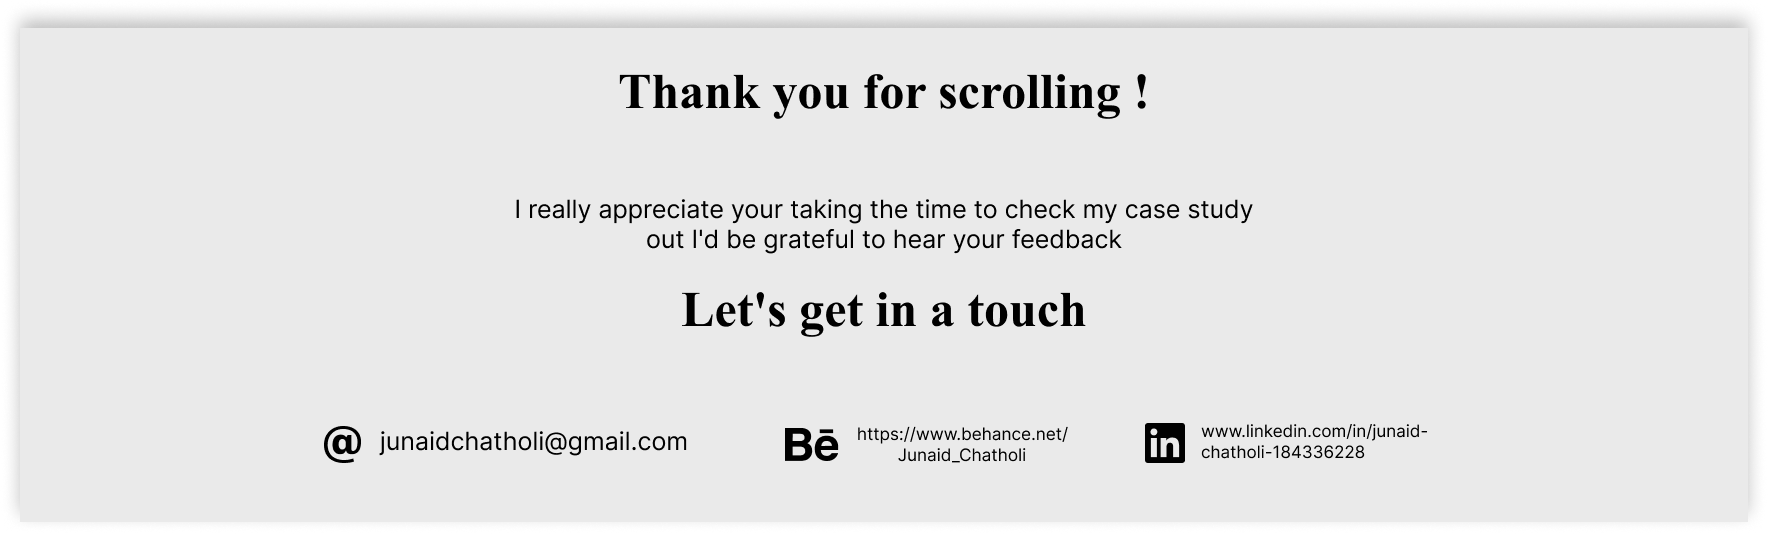 Thank you for scrolling !
I really appreciate your taking the time to check my case study
out I'd be grateful to hear your feedback
Let's get in a touch
@ junaidchatholi@gmail.com
Bē https://www.behance.net/
Junaid_Chatholi
in www.linkedin.com/in/junaid-
chatholi-184336228